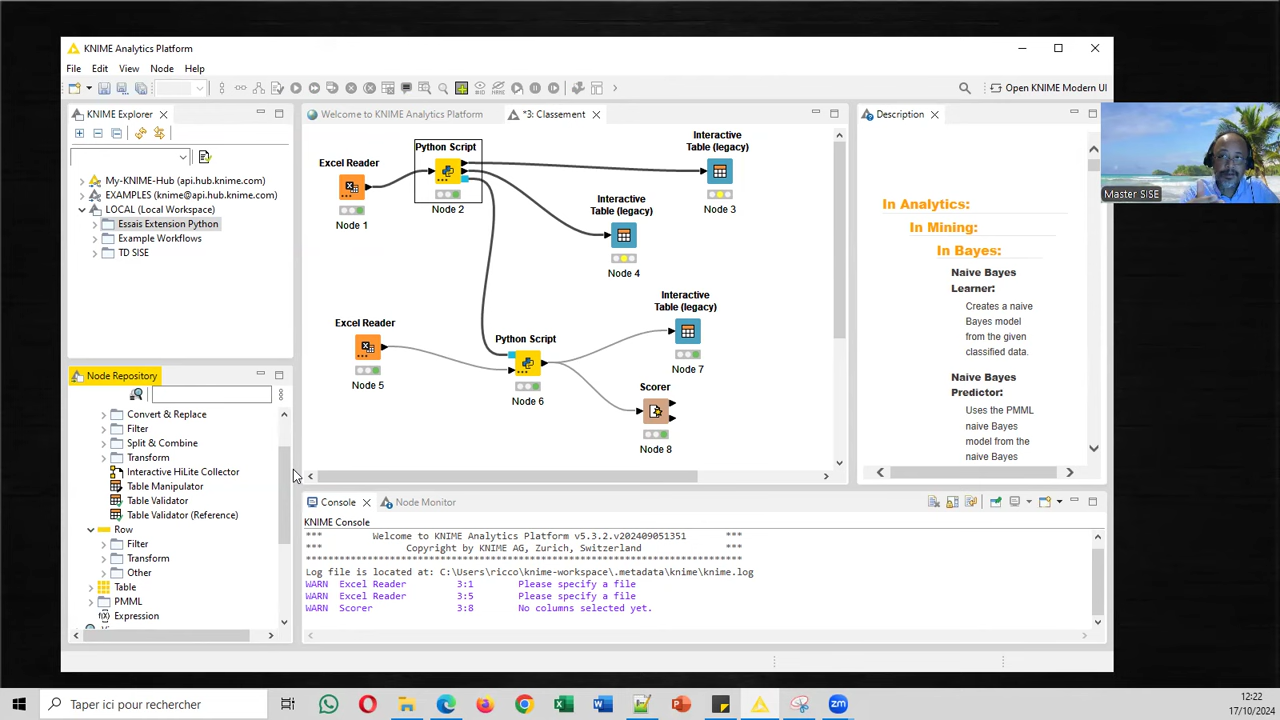 KNIME Analytics Platform
File Edit View Node Help
Open KNIME Modern UI
KNIME Explorer
My-KNIME-Hub (api.hub.knime.com)
EXAMPLES (knime@api.hub.knime.com)
LOCAL (Local Workspace)
Essais Extension Python
Example Workflows
TD SISE
Node Repository
Convert & Replace
Filter
Split & Combine
Transform
Interactive HiLite Collector
Table Manipulator
Table Validator
Table Validator (Reference)
Row
Filter
Transform
Other
Table
PMML
Expression
Welcome to KNIME Analytics Platform
*3: Classement
Excel Reader
Node 1
Python Script
Node 2
Interactive
Table (legacy)
Node 3
Interactive
Table (legacy)
Node 4
Excel Reader
Node 5
Python Script
Node 6
Interactive
Table (legacy)
Node 7
Scorer
Node 8
Description
In Analytics:
In Mining:
In Bayes:
Naive Bayes
Learner:
Creates a naive
Bayes model
from the given
classified data.
Naive Bayes
Predictor:
Uses the PMML
naive Bayes
model from the
Master SISE
Console
Node Monitor
KNIME Console
*** Welcome to KNIME Analytics Platform v5.3.2.v202409051351 ***
*** Copyright by KNIME AG, Zurich, Switzerland ***
Log file is located at: C:\Users\ricco\knime-workspace\.metadata\knime\knime.log
WARN Excel Reader 3:1 Please specify a file
WARN Excel Reader 3:5 Please specify a file
WARN Scorer 3:8 No columns selected yet.
Taper ici pour rechercher
12:22
17/10/2024